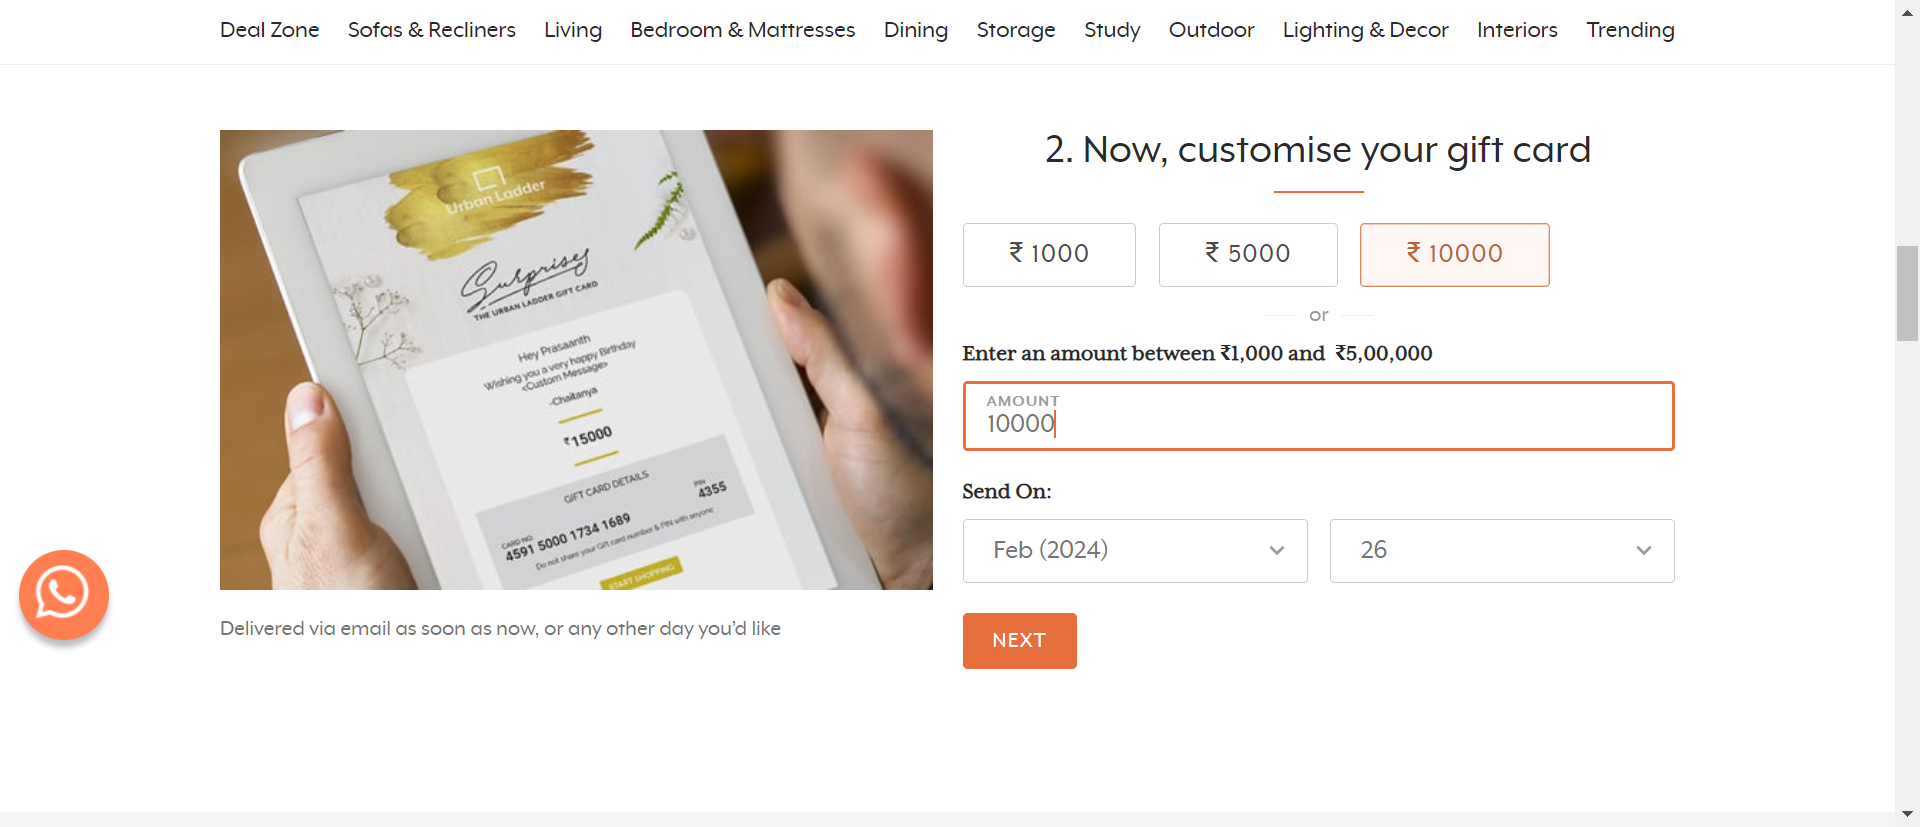 Deal Zone Sofas & Recliners Living Bedroom & Mattresses Dining Storage Study Outdoor Lighting & Decor Interiors Trending
Urban Ladder
Surprises
THE URBAN LADDER GIFT CARD
Hey Prasaanth
Wishing you a very happy Birthday
<Custom Message>
-Chaitanya
₹15000
GIFT CARD DETAILS
CARD NO.
4591 5000 1734 1689
PIN
4355
Do not share your Gift card number & PIN with anyone
START SHOPPING
Delivered via email as soon as now, or any other day you’d like
2. Now, customise your gift card
₹ 1000 ₹ 5000 ₹ 10000
or
Enter an amount between ₹1,000 and ₹5,00,000
AMOUNT
10000
Send On:
Feb (2024) 26
NEXT